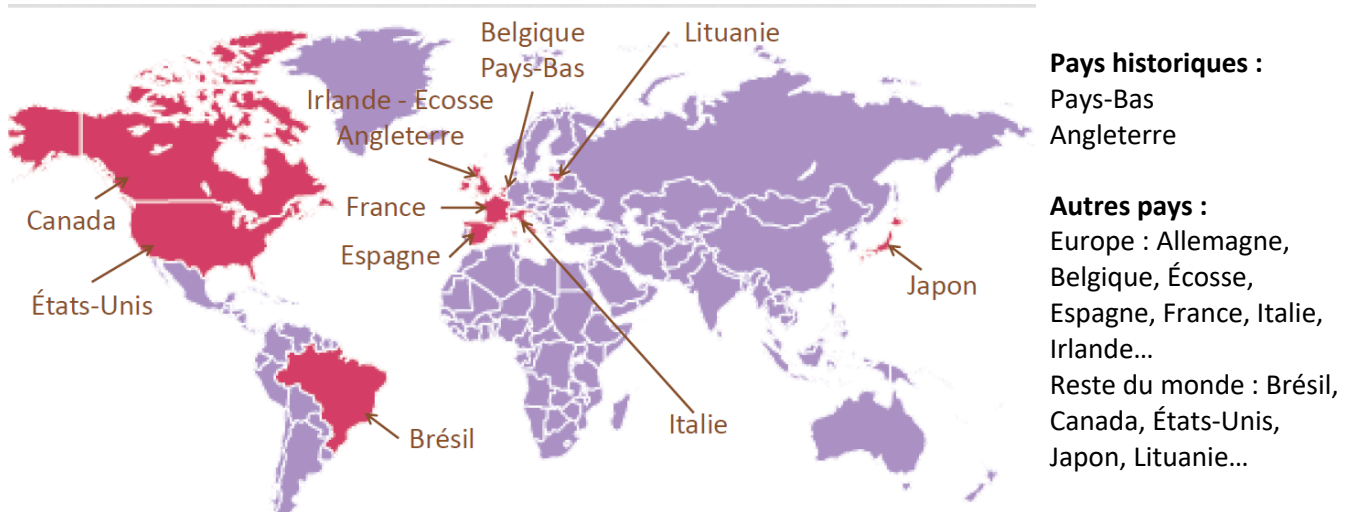 Belgique
Pays-Bas
Lituanie
Irlande - Ecosse
Angleterre
Canada
France
Espagne
États-Unis
Japon
Brésil
Italie
Pays historiques :
Pays-Bas
Angleterre
Autres pays :
Europe : Allemagne,
Belgique, Écosse,
Espagne, France, Italie,
Irlande…
Reste du monde : Brésil,
Canada, États-Unis,
Japon, Lituanie…